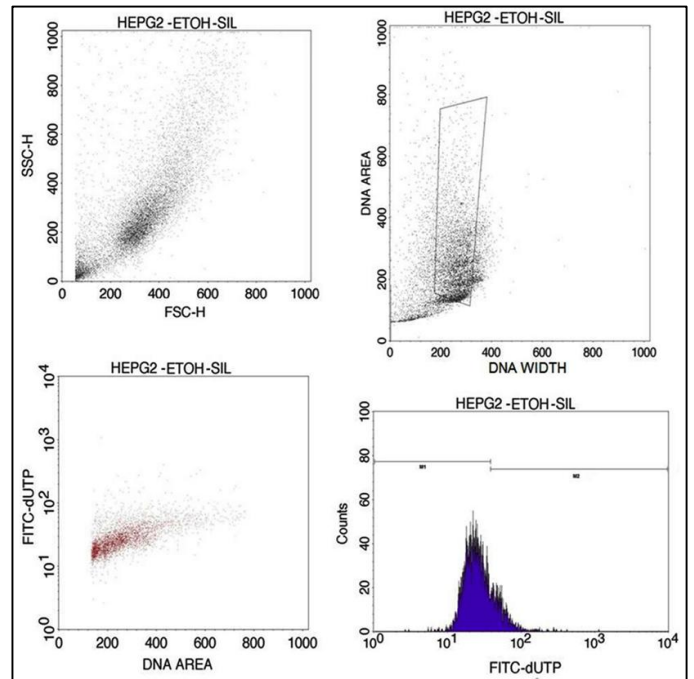 HEPG2 -ETOH-SIL
SSC-H
1000
800
600
400
200
0
0 200 400 600 800 1000
FSC-H
HEPG2 -ETOH-SIL
DNA AREA
1000
800
600
400
200
0
0 200 400 600 800 1000
DNA WIDTH
HEPG2 -ETOH-SIL
FITC-dUTP
10^4
10^3
10^2
10^1
10^0
0 200 400 600 800 1000
DNA AREA
HEPG2 -ETOH-SIL
Counts
100
80
60
40
20
0
M1
M2
10^0 10^1 10^2 10^3 10^4
FITC-dUTP